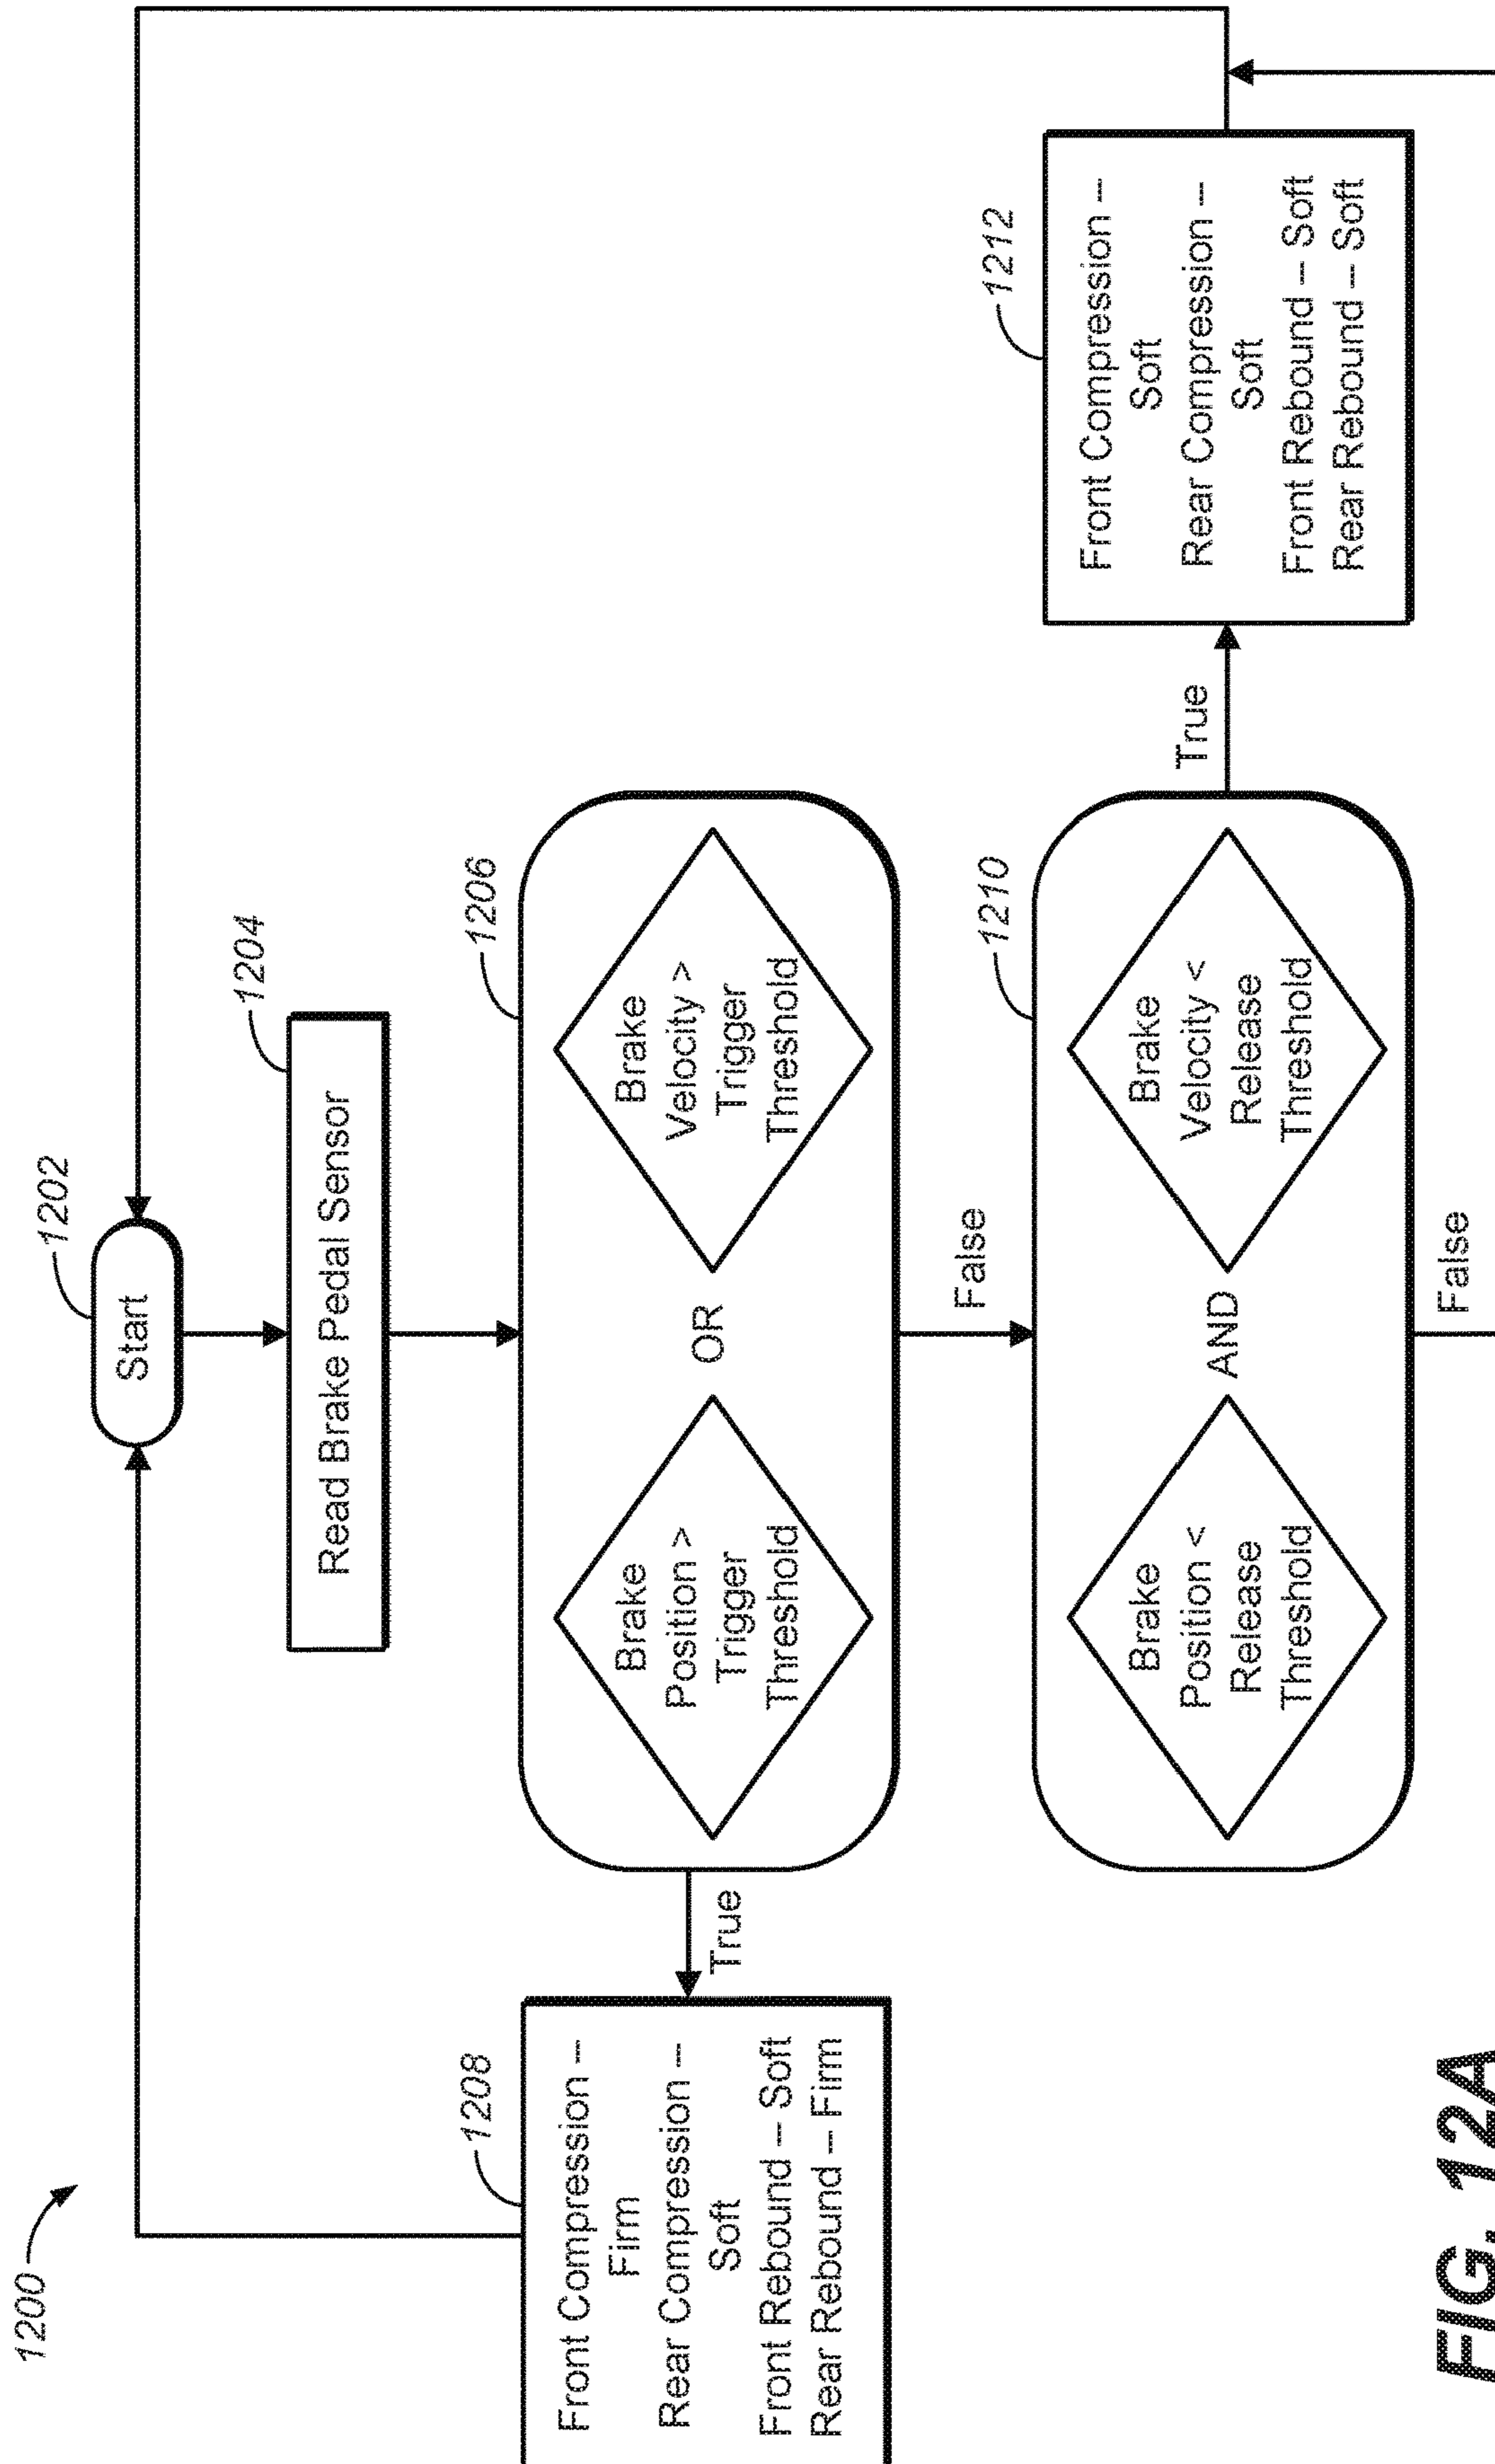 1200
1202
Start
1204
Read Brake Pedal Sensor
1206
Brake
Position >
Trigger
Threshold
OR
Brake
Velocity >
Trigger
Threshold
True
1208
Front Compression –
Firm
Rear Compression –
Soft
Front Rebound – Soft
Rear Rebound – Firm
False
1210
Brake
Position <
Release
Threshold
AND
Brake
Velocity <
Release
Threshold
True
1212
Front Compression –
Soft
Rear Compression –
Soft
Front Rebound – Soft
Rear Rebound – Soft
False
FIG. 12A